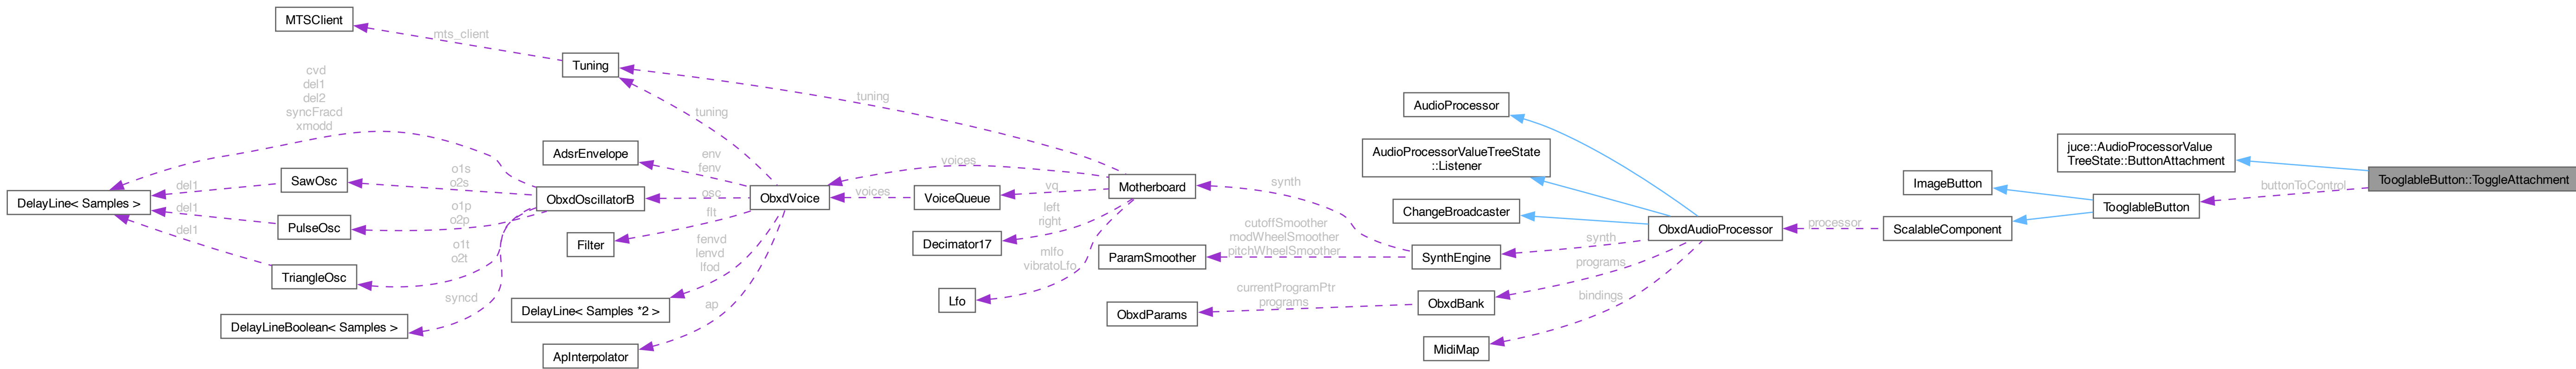 MTSClient
mts_client
Tuning
cvd
del1
del2
syncFracd
xmodd
tuning
tuning
AudioProcessor
AudioProcessorValueTreeState
::Listener
juce::AudioProcessorValue
TreeState::ButtonAttachment
TooglableButton::ToggleAttachment
AdsrEnvelope
env
fenv
voices
SawOsc
o1s
o2s
del1
DelayLine< Samples >
ObxdOscillatorB
osc
ObxdVoice
voices
VoiceQueue
vq
Motherboard
synth
ImageButton
buttonToControl
TooglableButton
del1
PulseOsc
o1p
o2p
flt
Filter
left
right
Decimator17
ChangeBroadcaster
cutoffSmoother
modWheelSmoother
pitchWheelSmoother
ObxdAudioProcessor
processor
ScalableComponent
del1
o1t
o2t
fenvd
lenvd
lfod
mlfo
vibratoLfo
ParamSmoother
SynthEngine
synth
programs
TriangleOsc
syncd
DelayLine< Samples *2 >
ap
Lfo
currentProgramPtr
programs
ObxdParams
ObxdBank
bindings
DelayLineBoolean< Samples >
ApInterpolator
MidiMap